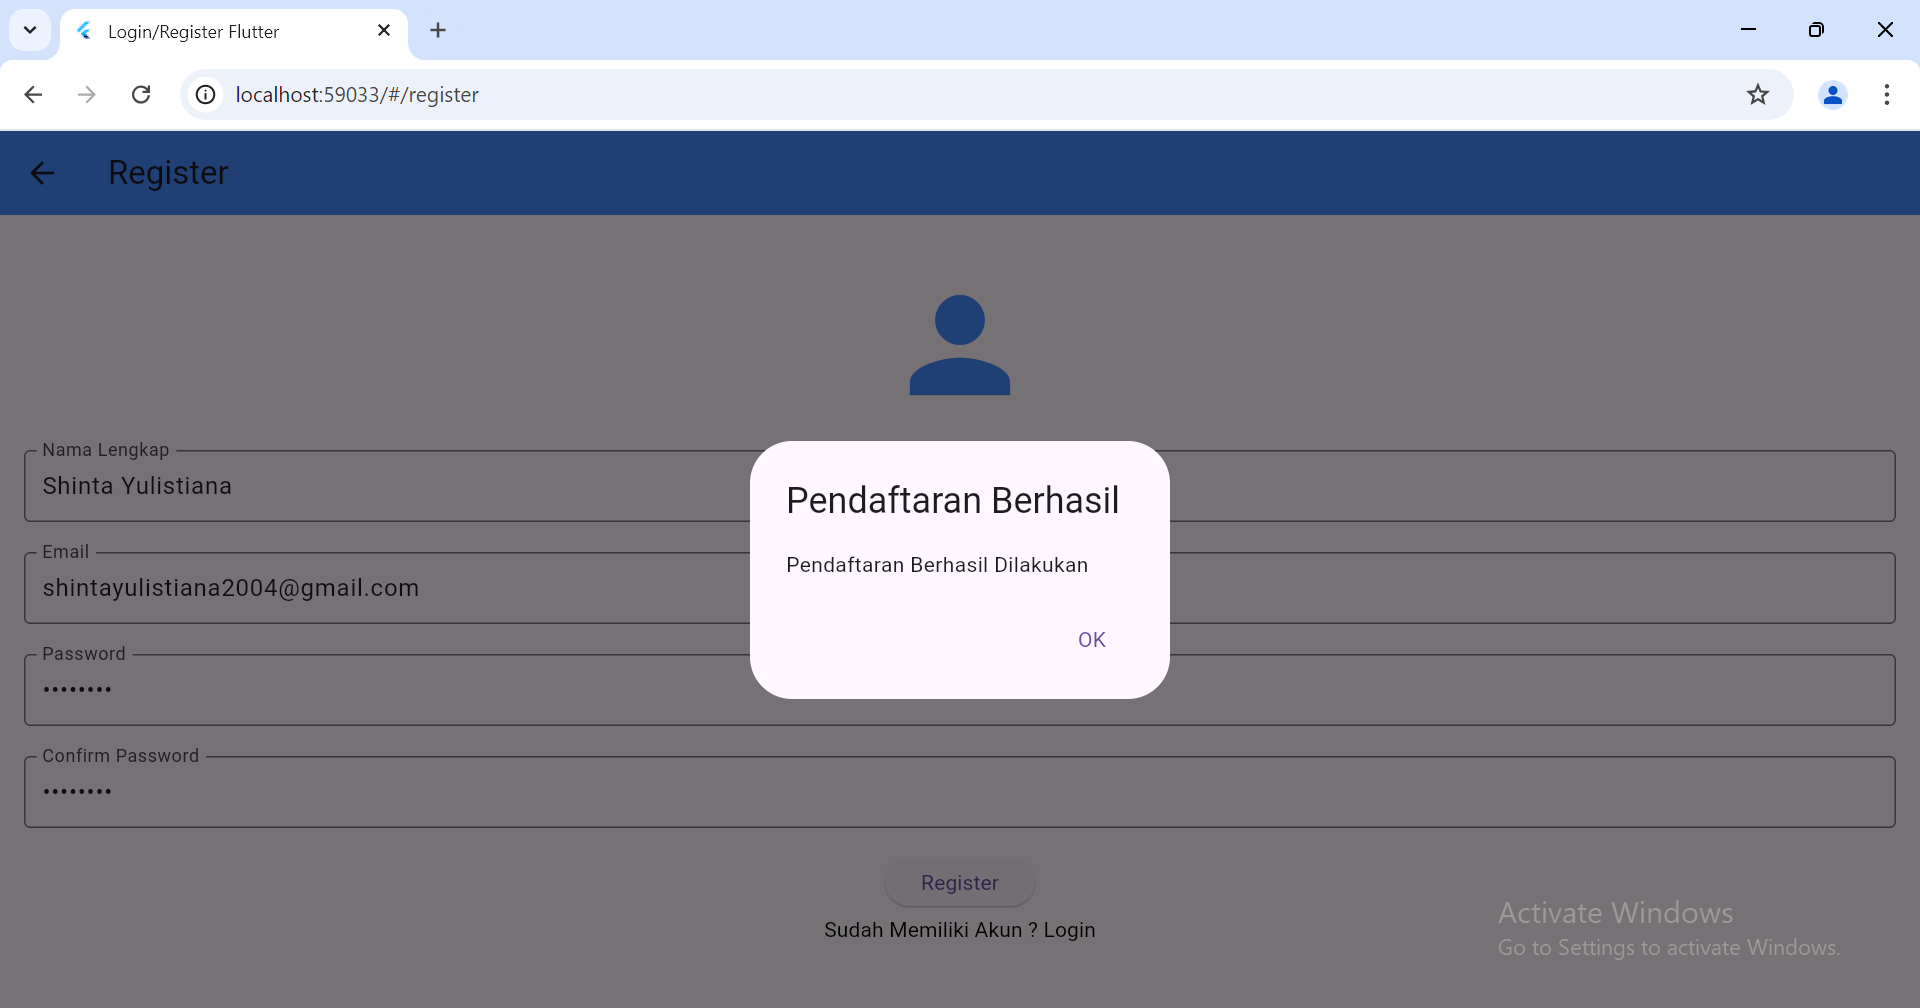 Login/Register Flutter
localhost:59033/#/register
Register
Nama Lengkap
Shinta Yulistiana
Email
shintayulistiana2004@gmail.com
Password
••••••••
Confirm Password
••••••••
Pendaftaran Berhasil
Pendaftaran Berhasil Dilakukan
OK
Register
Sudah Memiliki Akun ? Login
Activate Windows
Go to Settings to activate Windows.